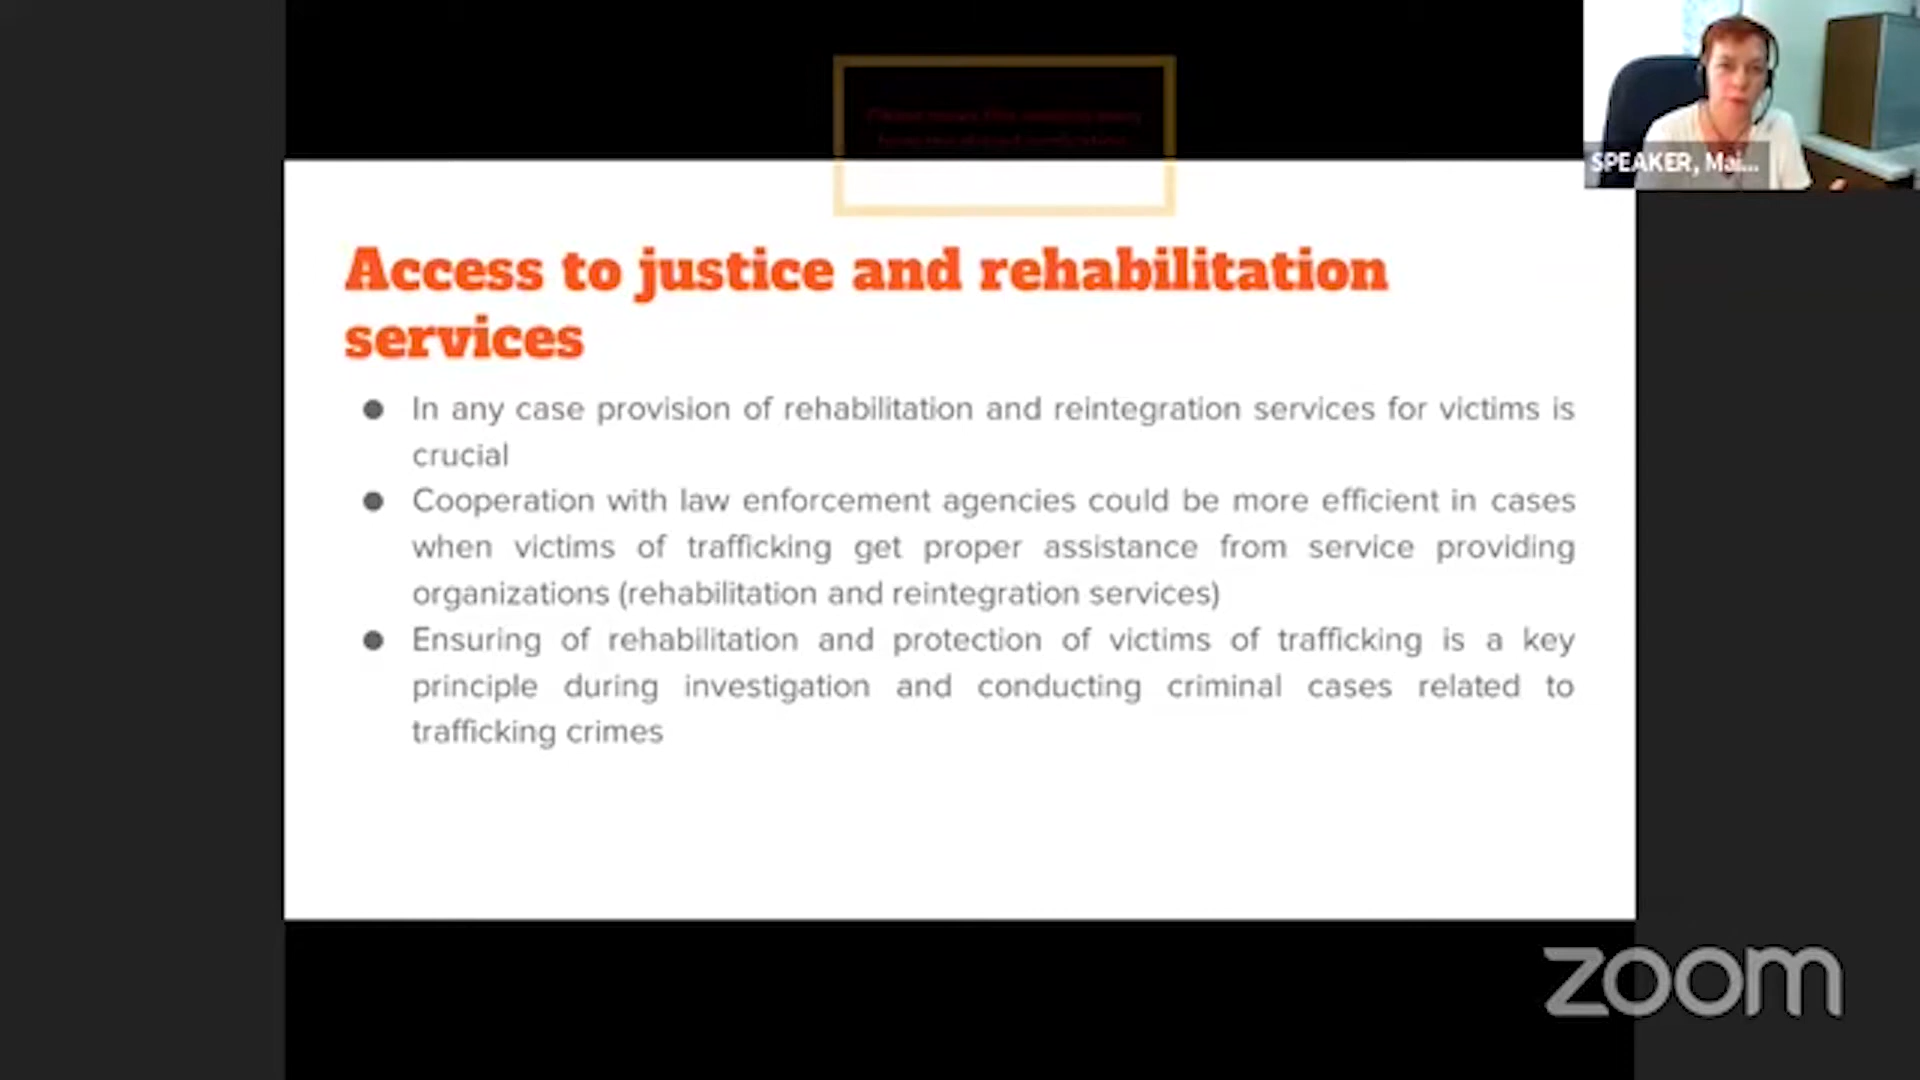 SPEAKER, Mai...
Access to justice and rehabilitation
services
● In any case provision of rehabilitation and reintegration services for victims is
crucial
● Cooperation with law enforcement agencies could be more efficient in cases
when victims of trafficking get proper assistance from service providing
organizations (rehabilitation and reintegration services)
● Ensuring of rehabilitation and protection of victims of trafficking is a key
principle during investigation and conducting criminal cases related to
trafficking crimes
zoom